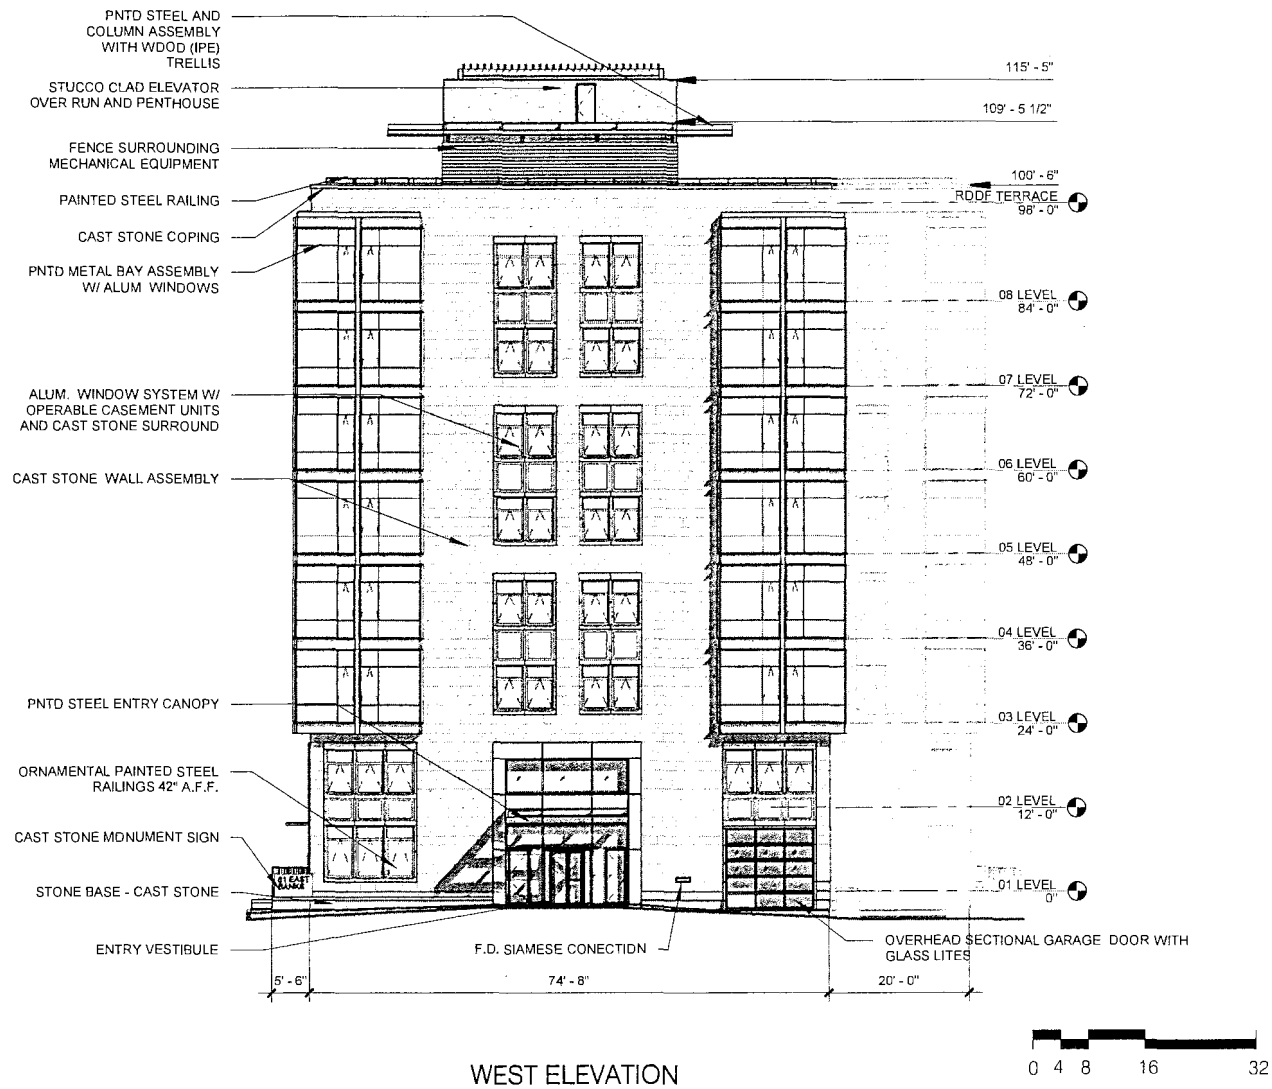 PNTD STEEL AND
COLUMN ASSEMBLY
WITH WDOD (IPE)
TRELLIS
STUCCO CLAD ELEVATOR
OVER RUN AND PENTHOUSE
FENCE SURROUNDING
MECHANICAL EQUIPMENT
PAINTED STEEL RAILING
CAST STONE COPING
PNTD METAL BAY ASSEMBLY
W/ ALUM WINDOWS
ALUM. WINDOW SYSTEM W/
OPERABLE CASEMENT UNITS
AND CAST STONE SURROUND
CAST STONE WALL ASSEMBLY
PNTD STEEL ENTRY CANOPY
ORNAMENTAL PAINTED STEEL
RAILINGS 42" A.F.F.
CAST STONE MDNUMENT SIGN
STONE BASE - CAST STONE
ENTRY VESTIBULE
115' - 5"
109' - 5 1/2"
100' - 6"
RDDF TERRACE
98' - 0"
08 LEVEL
84' - 0"
07 LEVEL
72' - 0"
06 LEVEL
60' - 0"
05 LEVEL
48' - 0"
04 LEVEL
36' - 0"
03 LEVEL
24' - 0"
02 LEVEL
12' - 0"
01 LEVEL
0"
EAST
F.D. SIAMESE CONECTIDN
OVERHEAD SECTIONAL GARAGE DOOR WITH
GLASS LITES
5' - 6"
74' - 8"
20' - 0"
WEST ELEVATION
0 4 8 16 32